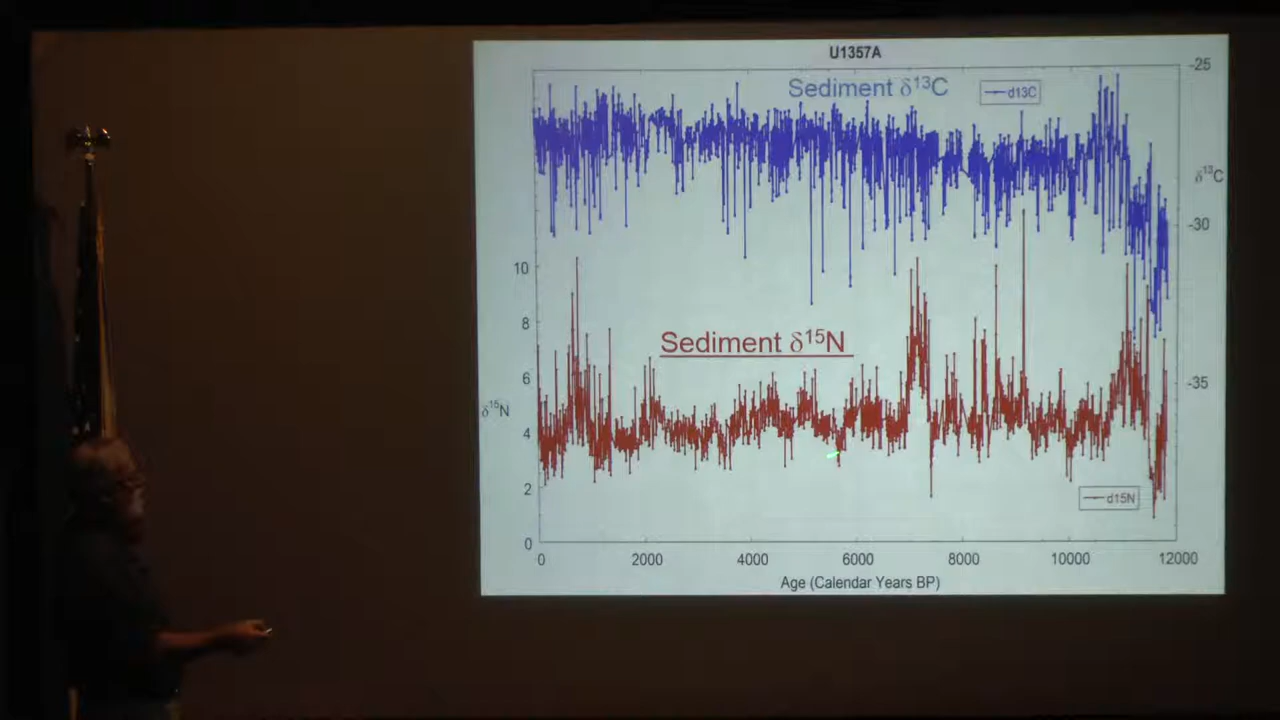 U1357A
Sediment δ¹³C
d13C
-25
δ¹³C
-30
10
8
Sediment δ¹⁵N
6
-35
δ¹⁵N
4
2
d15N
0
0 2000 4000 6000 8000 10000 12000
Age (Calendar Years BP)